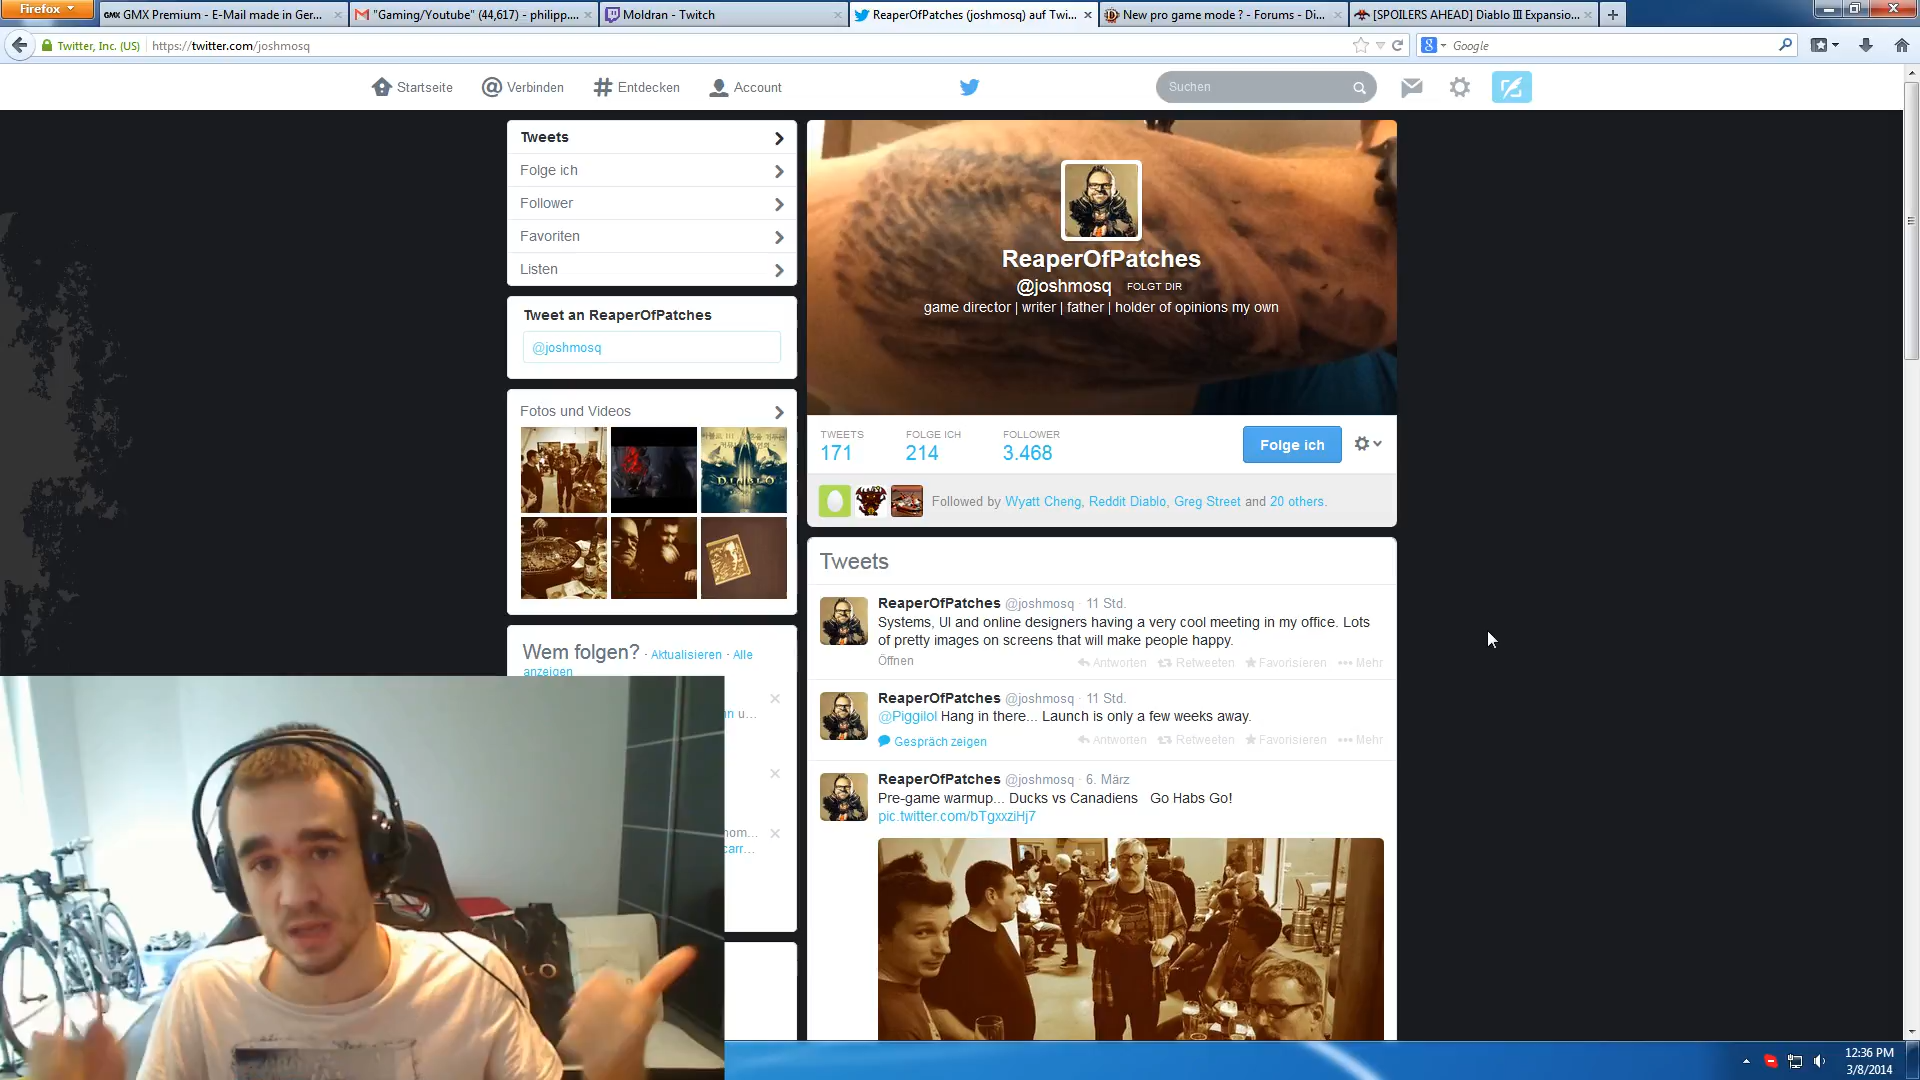 Firefox
GMX GMX Premium - E-Mail made in Ger...
"Gaming/Youtube" (44,617) - philipp....
Moldran - Twitch
ReaperOfPatches (joshmosq) auf Twi...
New pro game mode ? - Forums - Di...
[SPOILERS AHEAD] Diablo III Expansio...
Twitter, Inc. (US)
https://twitter.com/joshmosq
Google
Startseite
Verbinden
Entdecken
Account
Suchen
Tweets
Folge ich
Follower
Favoriten
Listen
Tweet an ReaperOfPatches
@joshmosq
Fotos und Videos
DIABLO
Wem folgen? · Aktualisieren · Alle
anzeigen
n u...
nom...
carr...
ReaperOfPatches
@joshmosq FOLGT DIR
game director | writer | father | holder of opinions my own
TWEETS
171
FOLGE ICH
214
FOLLOWER
3.468
Folge ich
Followed by Wyatt Cheng, Reddit Diablo, Greg Street and 20 others.
Tweets
ReaperOfPatches @joshmosq · 11 Std.
Systems, UI and online designers having a very cool meeting in my office. Lots
of pretty images on screens that will make people happy.
Öffnen
Antworten Retweeten Favorisieren Mehr
ReaperOfPatches @joshmosq · 11 Std.
@Piggilol Hang in there... Launch is only a few weeks away.
Gespräch zeigen
Antworten Retweeten Favorisieren Mehr
ReaperOfPatches @joshmosq · 6. März
Pre-game warmup... Ducks vs Canadiens Go Habs Go!
pic.twitter.com/bTgxxziHj7
12:36 PM
3/8/2014